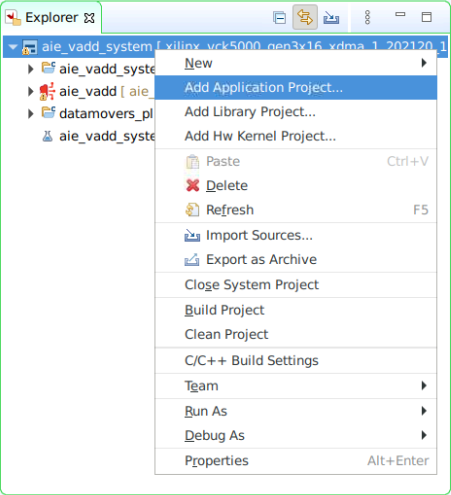 Explorer
aie_vadd_system [ xilinx_vck5000_gen3x16_xdma_1_202120_1
aie_vadd_syste
aie_vadd [ aie_
datamovers_pl
aie_vadd_syste
New
Add Application Project...
Add Library Project...
Add Hw Kernel Project...
Paste Ctrl+V
Delete
Refresh F5
Import Sources...
Export as Archive
Close System Project
Build Project
Clean Project
C/C++ Build Settings
Team
Run As
Debug As
Properties Alt+Enter